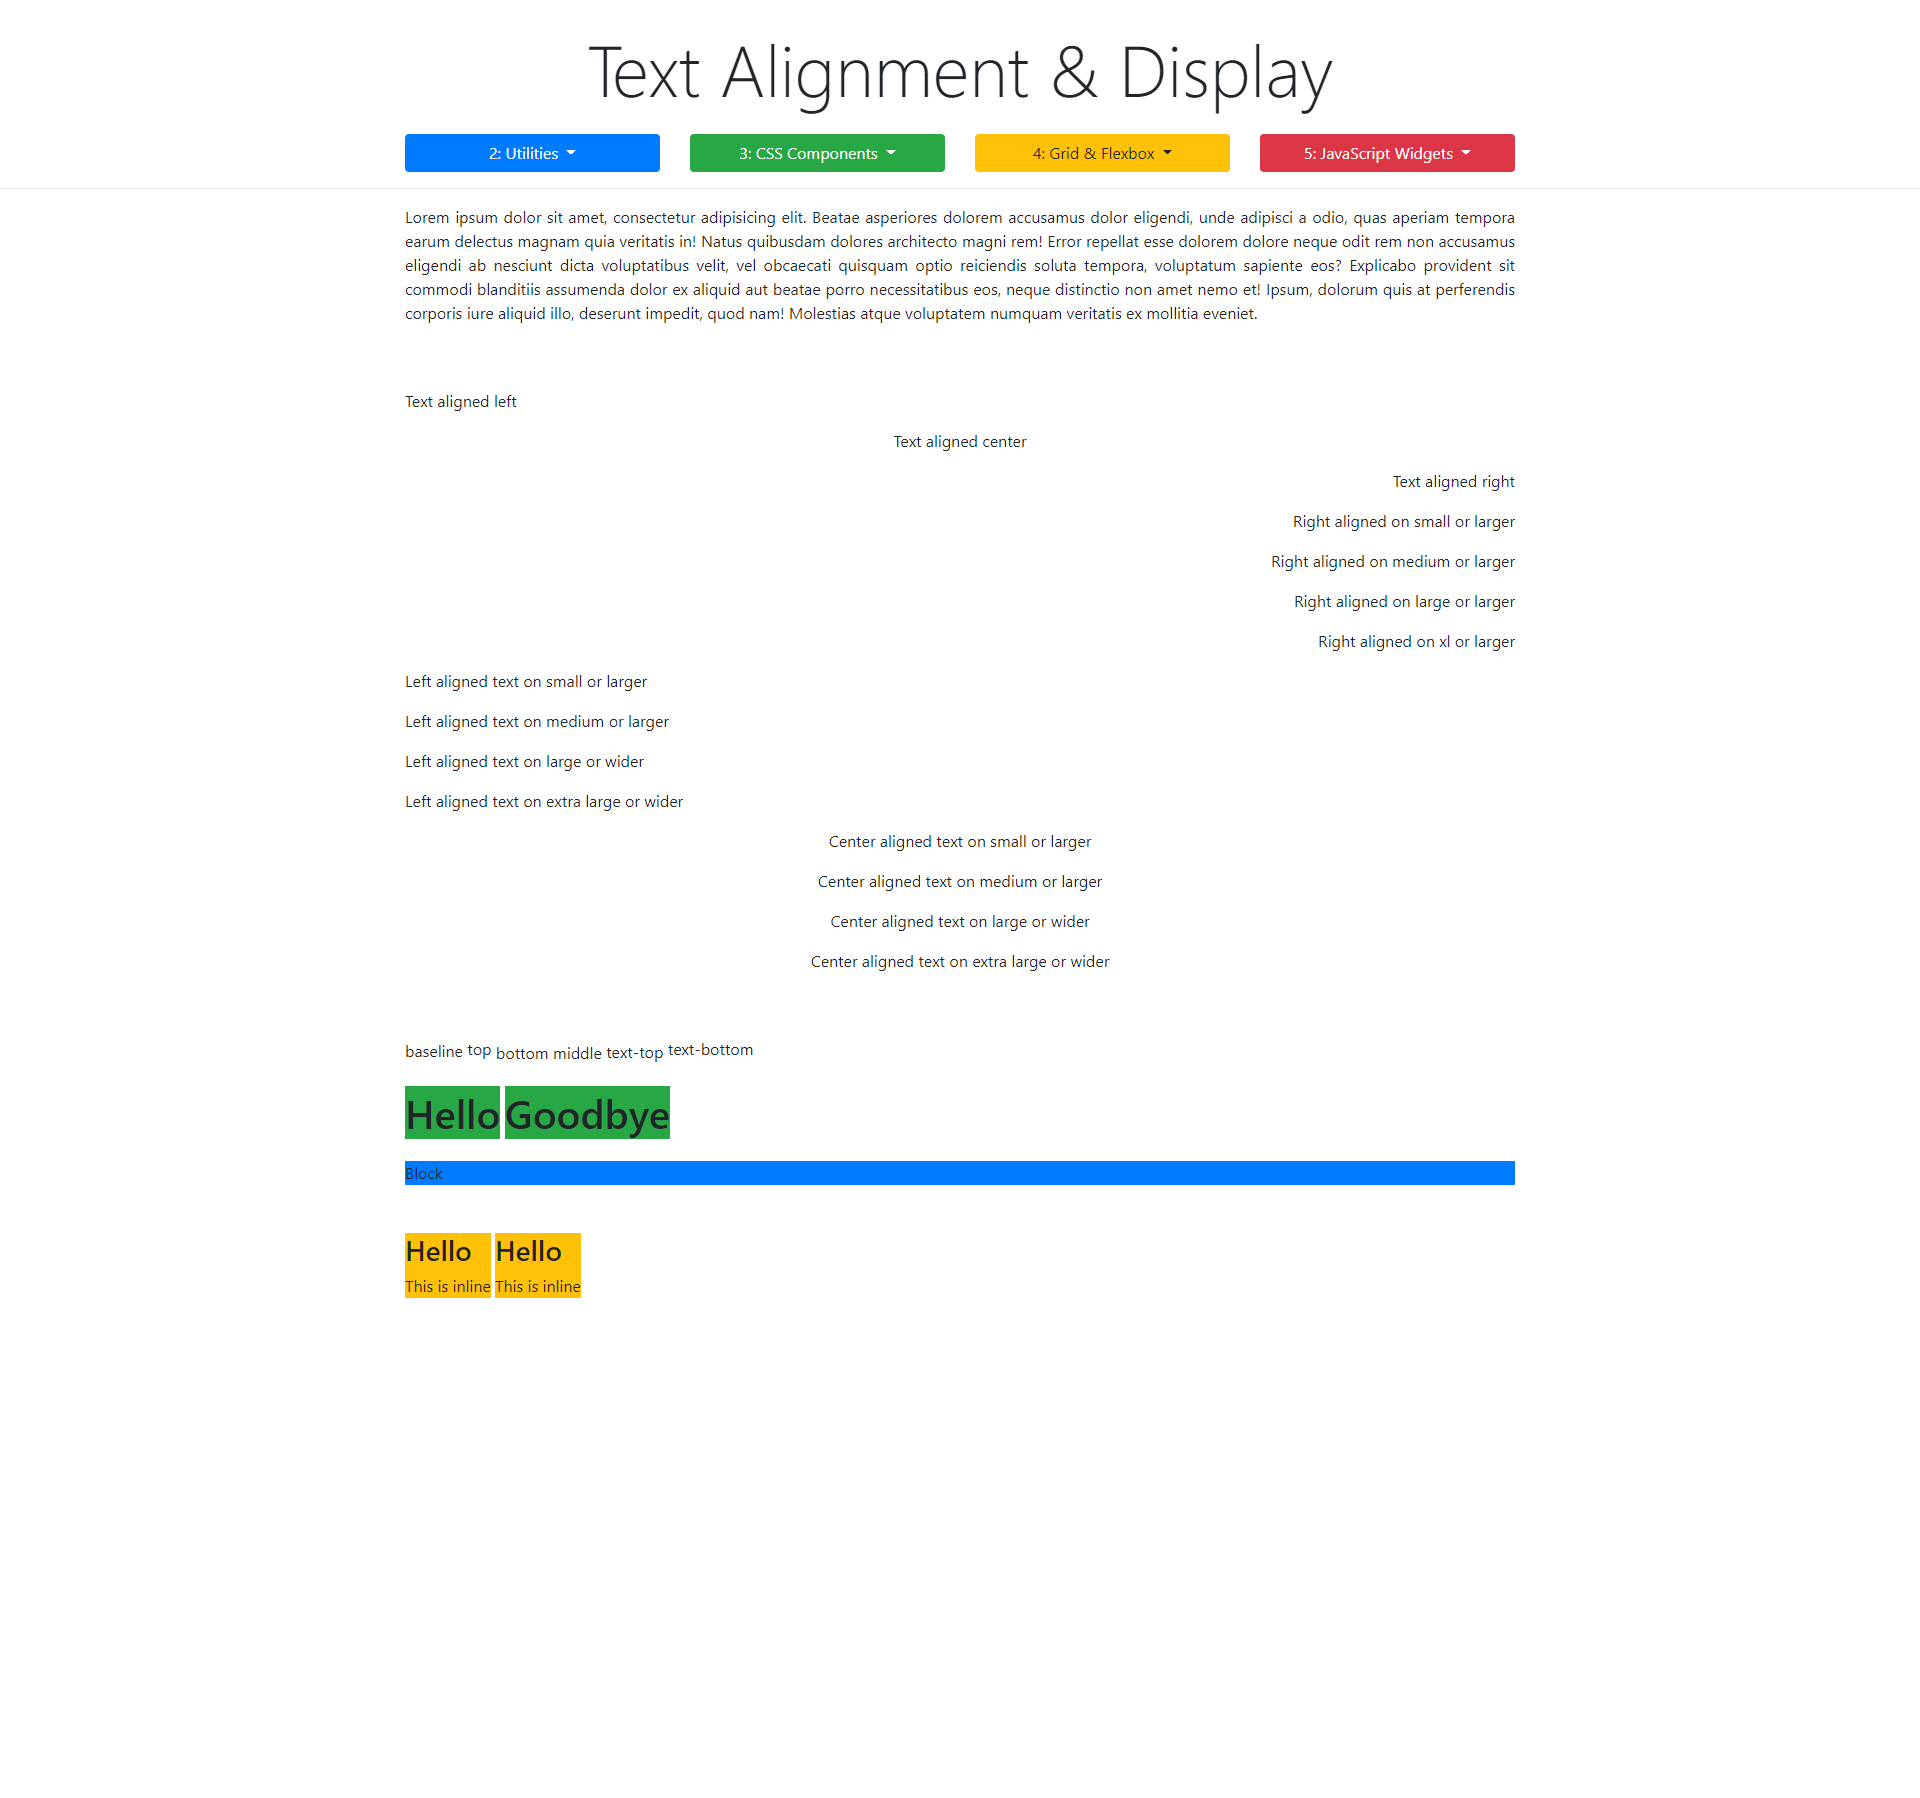 Text Alignment & Display
2: Utilities 3: CSS Components 4: Grid & Flexbox 5: JavaScript Widgets
Lorem ipsum dolor sit amet, consectetur adipisicing elit. Beatae asperiores dolorem accusamus dolor eligendi, unde adipisci a odio, quas aperiam tempora
earum delectus magnam quia veritatis in! Natus quibusdam dolores architecto magni rem! Error repellat esse dolorem dolore neque odit rem non accusamus
eligendi ab nesciunt dicta voluptatibus velit, vel obcaecati quisquam optio reiciendis soluta tempora, voluptatum sapiente eos? Explicabo provident sit
commodi blanditiis assumenda dolor ex aliquid aut beatae porro necessitatibus eos, neque distinctio non amet nemo et! Ipsum, dolorum quis at perferendis
corporis iure aliquid illo, deserunt impedit, quod nam! Molestias atque voluptatem numquam veritatis ex mollitia eveniet.
Text aligned left
Text aligned center
Text aligned right
Right aligned on small or larger
Right aligned on medium or larger
Right aligned on large or larger
Right aligned on xl or larger
Left aligned text on small or larger
Left aligned text on medium or larger
Left aligned text on large or wider
Left aligned text on extra large or wider
Center aligned text on small or larger
Center aligned text on medium or larger
Center aligned text on large or wider
Center aligned text on extra large or wider
baseline top bottom middle text-top text-bottom
Hello Goodbye
Block
Hello Hello
This is inline This is inline